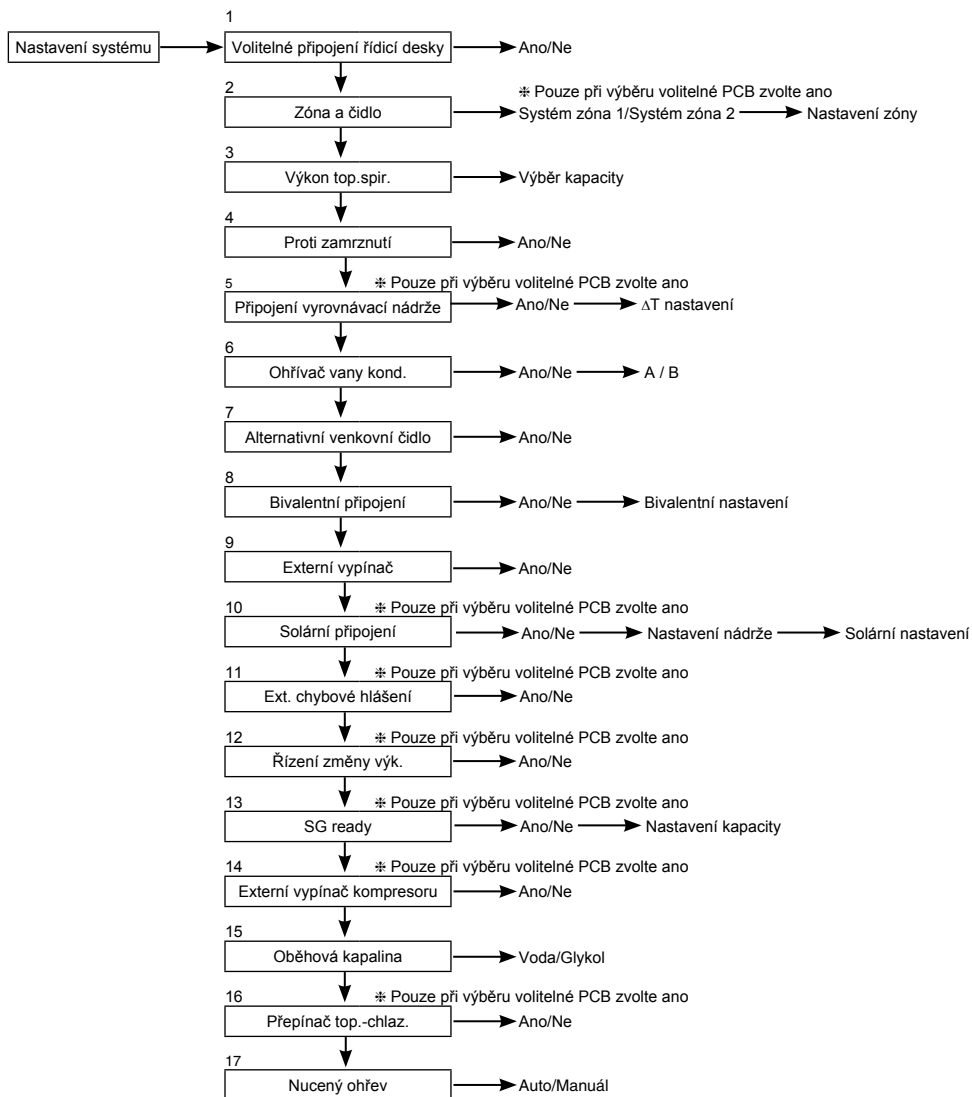 1
Nastavení systému
Volitelné připojení řídicí desky
Ano/Ne
2
⁜ Pouze při výběru volitelné PCB zvolte ano
Zóna a čidlo
Systém zóna 1/Systém zóna 2
Nastavení zóny
3
Výkon top.spir.
Výběr kapacity
4
Proti zamrznutí
Ano/Ne
5
⁜ Pouze při výběru volitelné PCB zvolte ano
Připojení vyrovnávací nádrže
Ano/Ne
∆T nastavení
6
Ohřívač vany kond.
Ano/Ne
A / B
7
Alternativní venkovní čidlo
Ano/Ne
8
Bivalentní připojení
Ano/Ne
Bivalentní nastavení
9
Externí vypínač
Ano/Ne
10
⁜ Pouze při výběru volitelné PCB zvolte ano
Solární připojení
Ano/Ne
Nastavení nádrže
Solární nastavení
11
⁜ Pouze při výběru volitelné PCB zvolte ano
Ext. chybové hlášení
Ano/Ne
12
⁜ Pouze při výběru volitelné PCB zvolte ano
Řízení změny výk.
Ano/Ne
13
⁜ Pouze při výběru volitelné PCB zvolte ano
SG ready
Ano/Ne
Nastavení kapacity
14
⁜ Pouze při výběru volitelné PCB zvolte ano
Externí vypínač kompresoru
Ano/Ne
15
Oběhová kapalina
Voda/Glykol
16
⁜ Pouze při výběru volitelné PCB zvolte ano
Přepínač top.-chlaz.
Ano/Ne
17
Nucený ohřev
Auto/Manuál